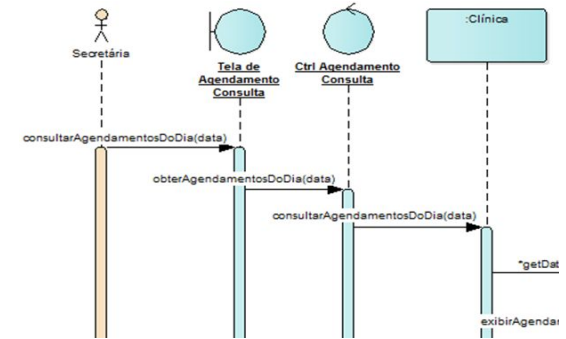 :Clínica
Secretária
Tela de
Agendamento
Consulta
Ctrl Agendamento
Consulta
consultarAgendamentosDoDia(data)
obterAgendamentosDoDia(data)
consultarAgendamentosDoDia(data)
*getDat
exibirAgendar